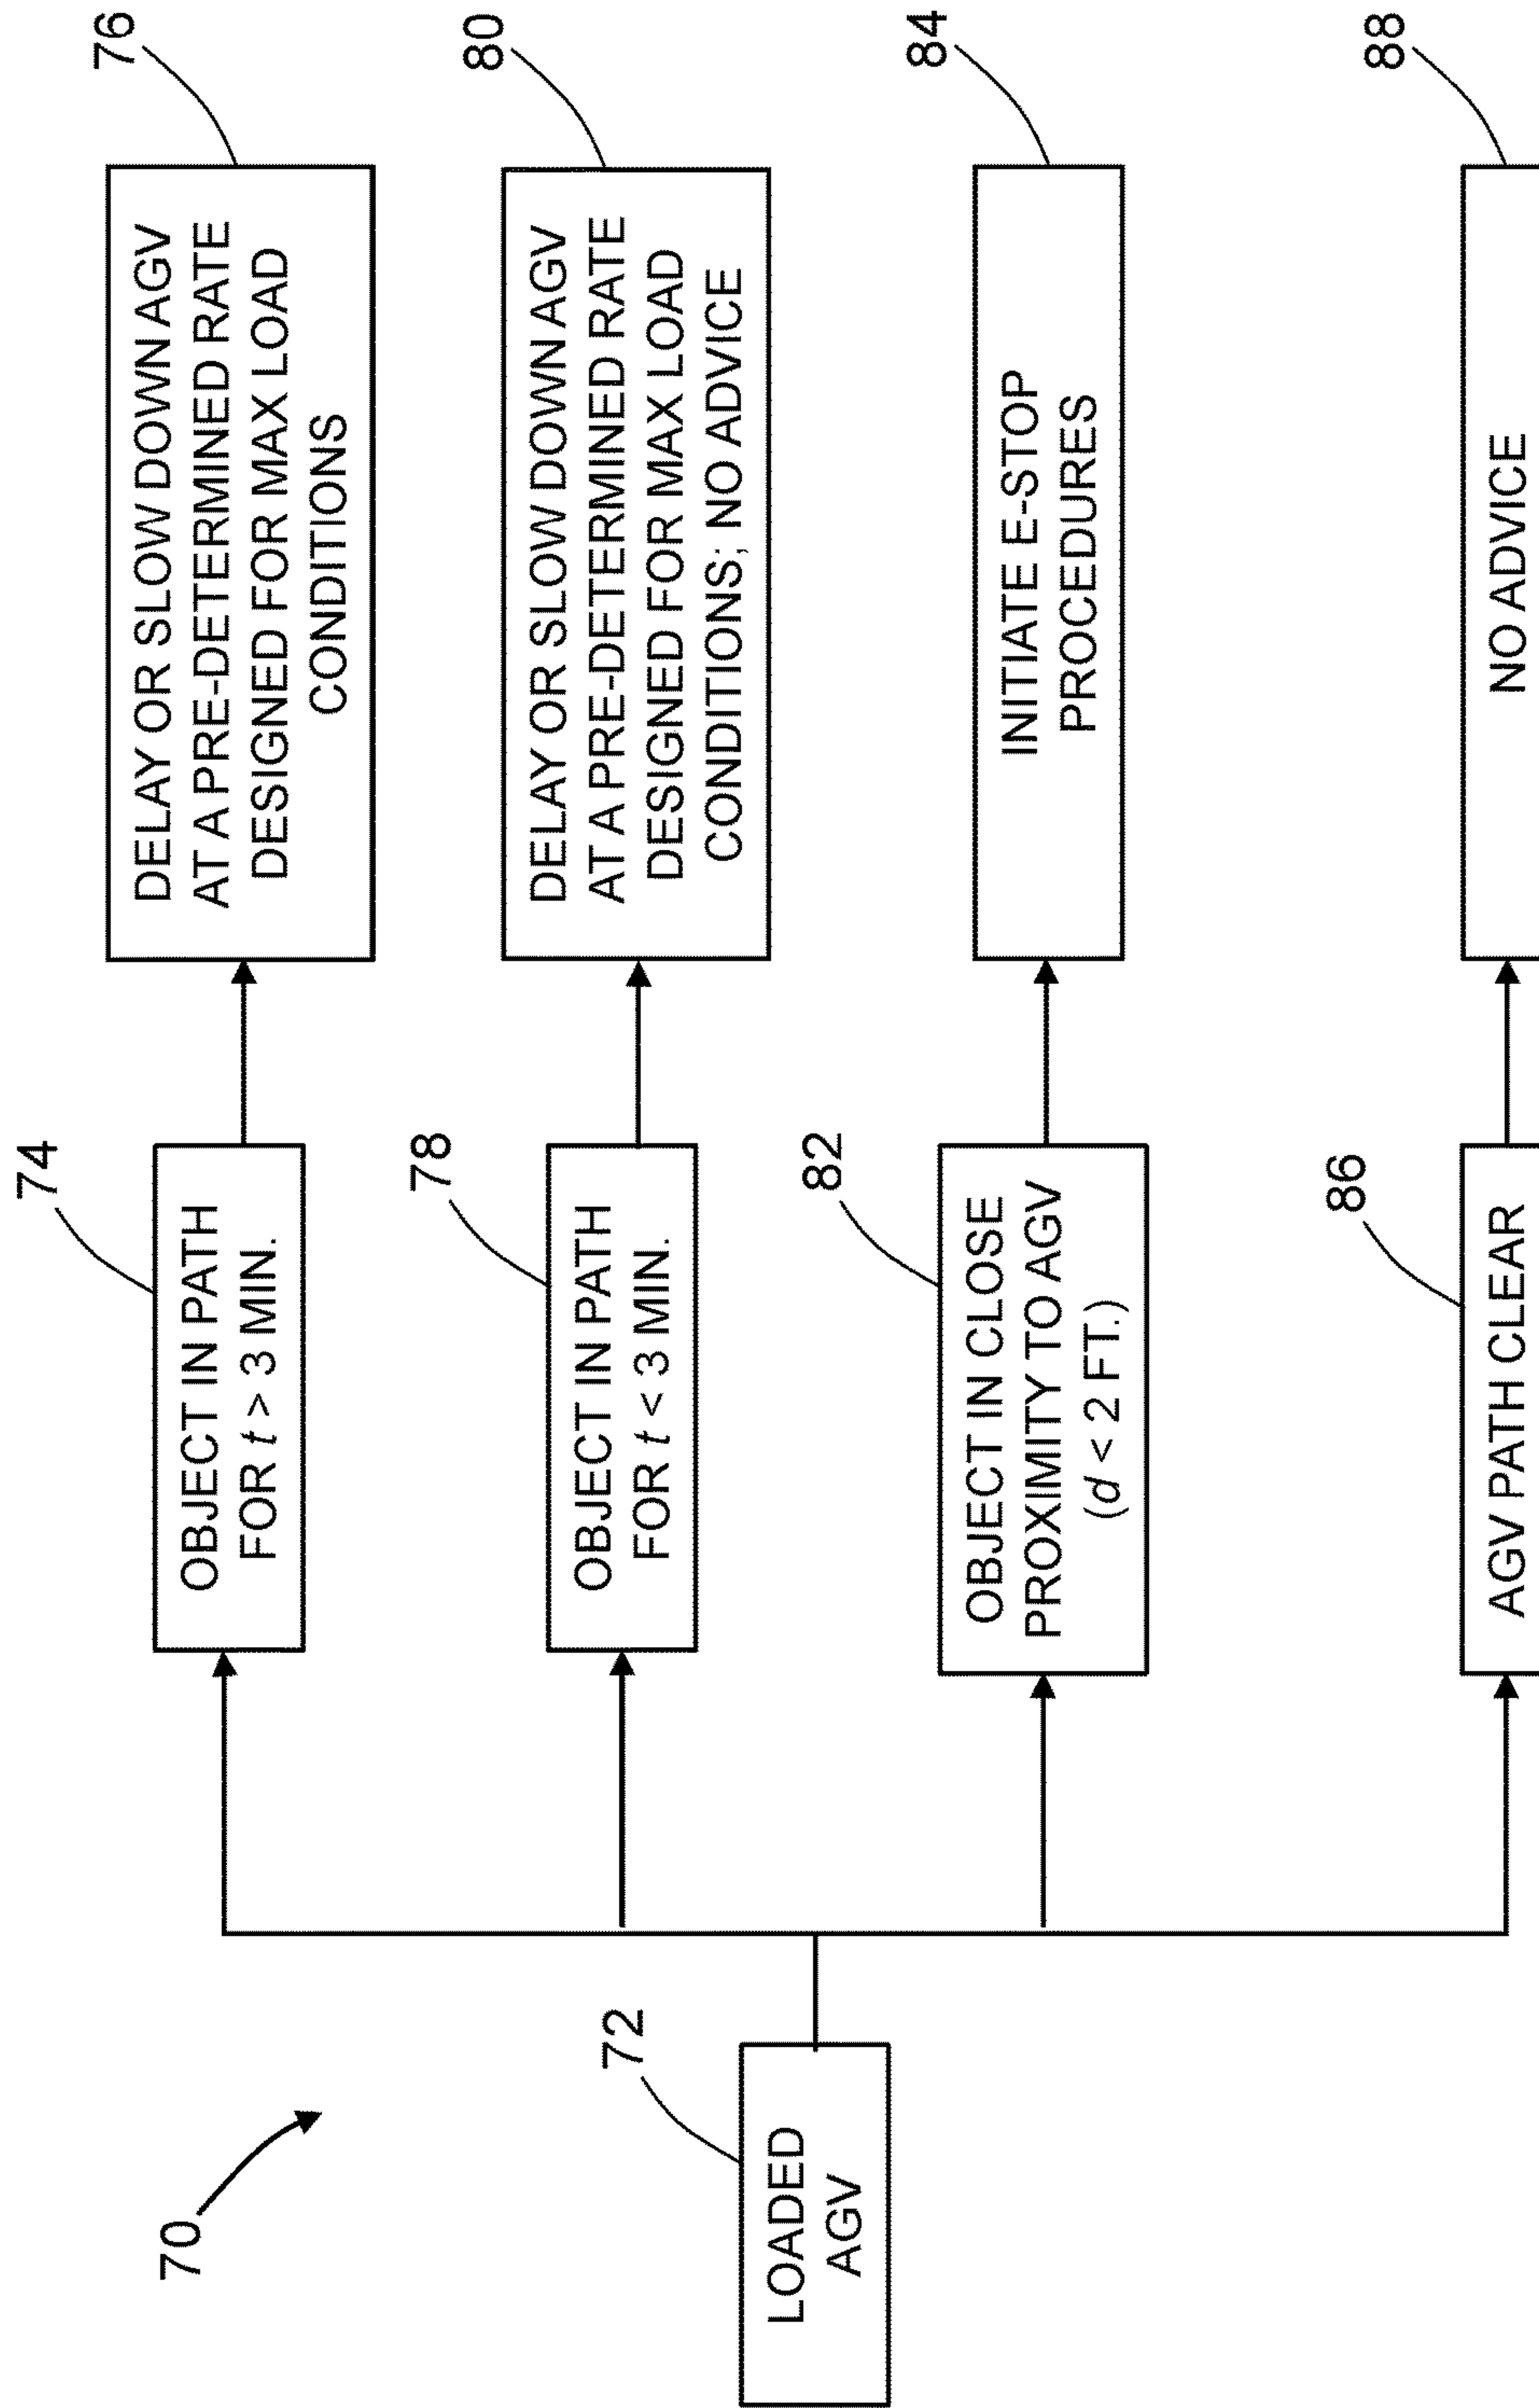 70
72
LOADED
AGV
74
OBJECT IN PATH
FOR t > 3 MIN.
76
DELAY OR SLOW DOWN AGV
AT A PRE-DETERMINED RATE
DESIGNED FOR MAX LOAD
CONDITIONS
78
OBJECT IN PATH
FOR t < 3 MIN.
80
DELAY OR SLOW DOWN AGV
AT A PRE-DETERMINED RATE
DESIGNED FOR MAX LOAD
CONDITIONS; NO ADVICE
82
OBJECT IN CLOSE
PROXIMITY TO AGV
(d < 2 FT.)
84
INITIATE E-STOP
PROCEDURES
86
AGV PATH CLEAR
88
NO ADVICE